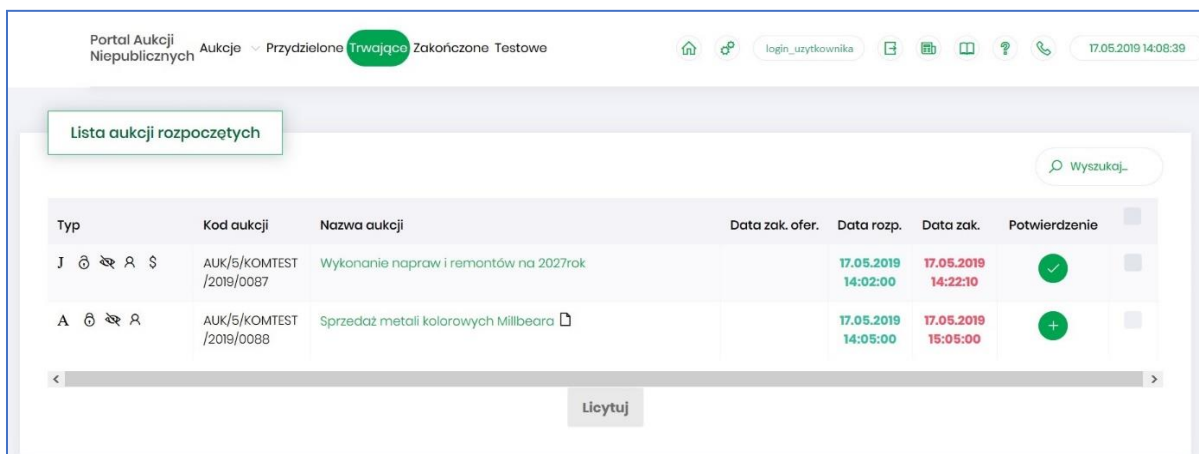 Portal Aukcji
Niepublicznych
Aukcje Przydzielone Trwające Zakończone Testowe
login_uzytkownika
17.05.2019 14:08:39
Lista aukcji rozpoczętych
Wyszukaj...
Typ Kod aukcji Nazwa aukcji Data zak. ofer. Data rozp. Data zak. Potwierdzenie
J $ AUK/5/KOMTEST Wykonanie napraw i remontów na 2027rok 17.05.2019 17.05.2019
/2019/0087 14:02:00 14:22:10
A AUK/5/KOMTEST Sprzedaż metali kolorowych Millbeara 17.05.2019 17.05.2019
/2019/0088 14:05:00 15:05:00
Licytuj